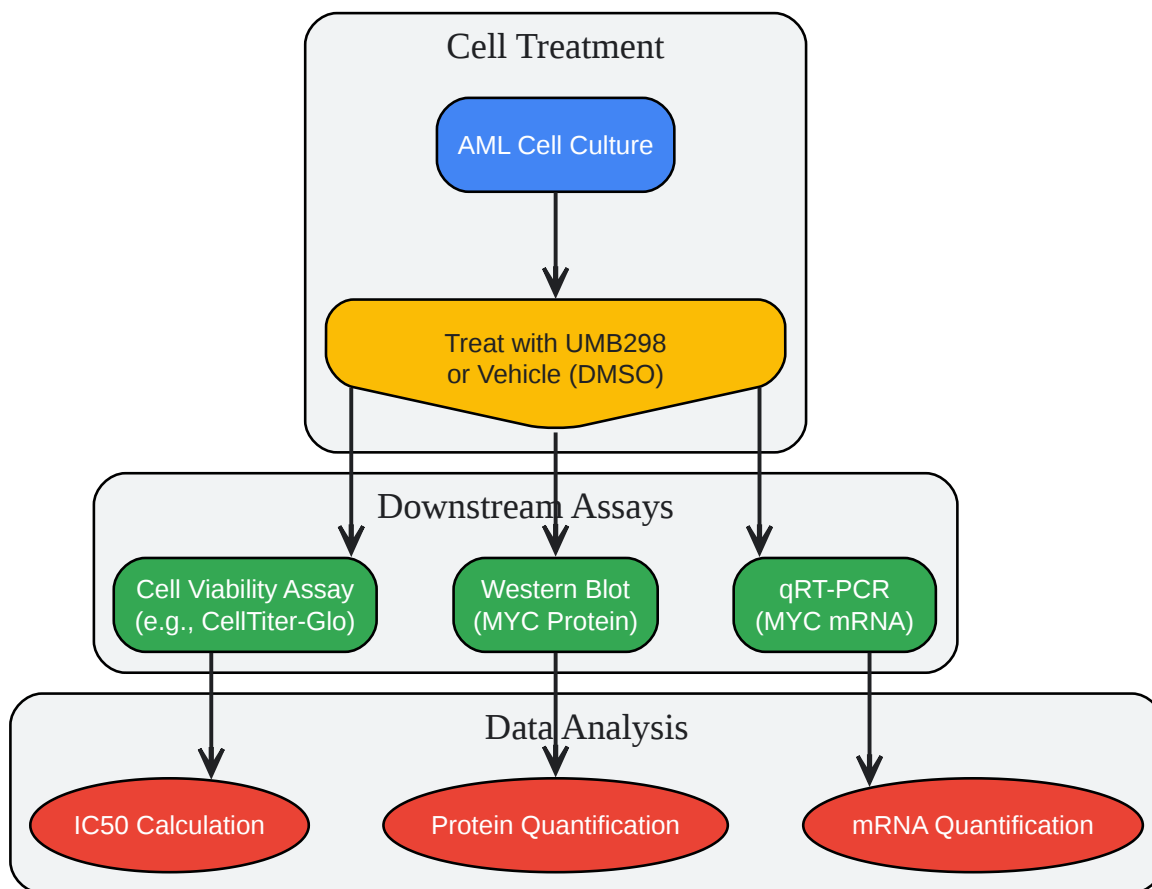 Cell Treatment
AML Cell Culture
Treat with UMB298
or Vehicle (DMSO)
Downstream Assays
Cell Viability Assay
(e.g., CellTiter-Glo)
Western Blot
(MYC Protein)
qRT-PCR
(MYC mRNA)
Data Analysis
IC50 Calculation
Protein Quantification
mRNA Quantification